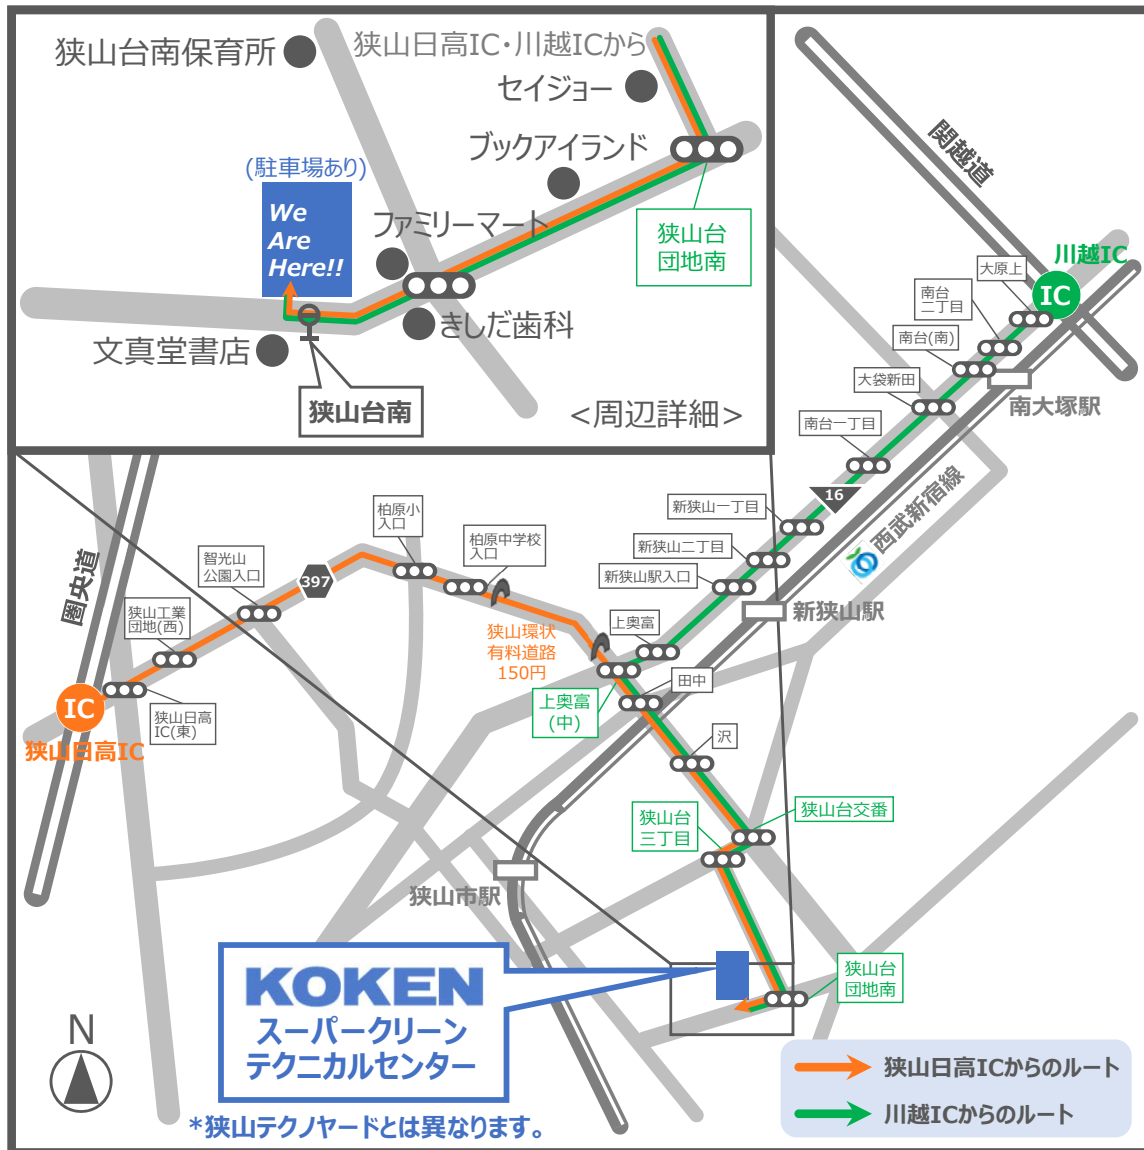 狭山台南保育所
狭山日高IC・川越ICから
セイジョー
ブックアイランド
(駐車場あり)
We
Are
Here!!
ファミリーマート
狭山台
団地南
きしだ歯科
文真堂書店
狭山台南
<周辺詳細>
関越道
川越IC
IC
大原上
南台
二丁目
南台(南)
大袋新田
南大塚駅
南台一丁目
16
西武新宿線
新狭山一丁目
新狭山二丁目
新狭山駅入口
新狭山駅
上奥富
田中
上奥富
(中)
沢
圏央道
柏原小
入口
柏原中学校
入口
智光山
公園入口
397
狭山工業
団地(西)
狭山環状
有料道路
150円
IC
狭山日高
IC(東)
狭山日高IC
狭山台
三丁目
狭山台交番
狭山市駅
狭山台
団地南
KOKEN
スーパークリーン
テクニカルセンター
*狭山テクノヤードとは異なります。
N
狭山日高ICからのルート
川越ICからのルート